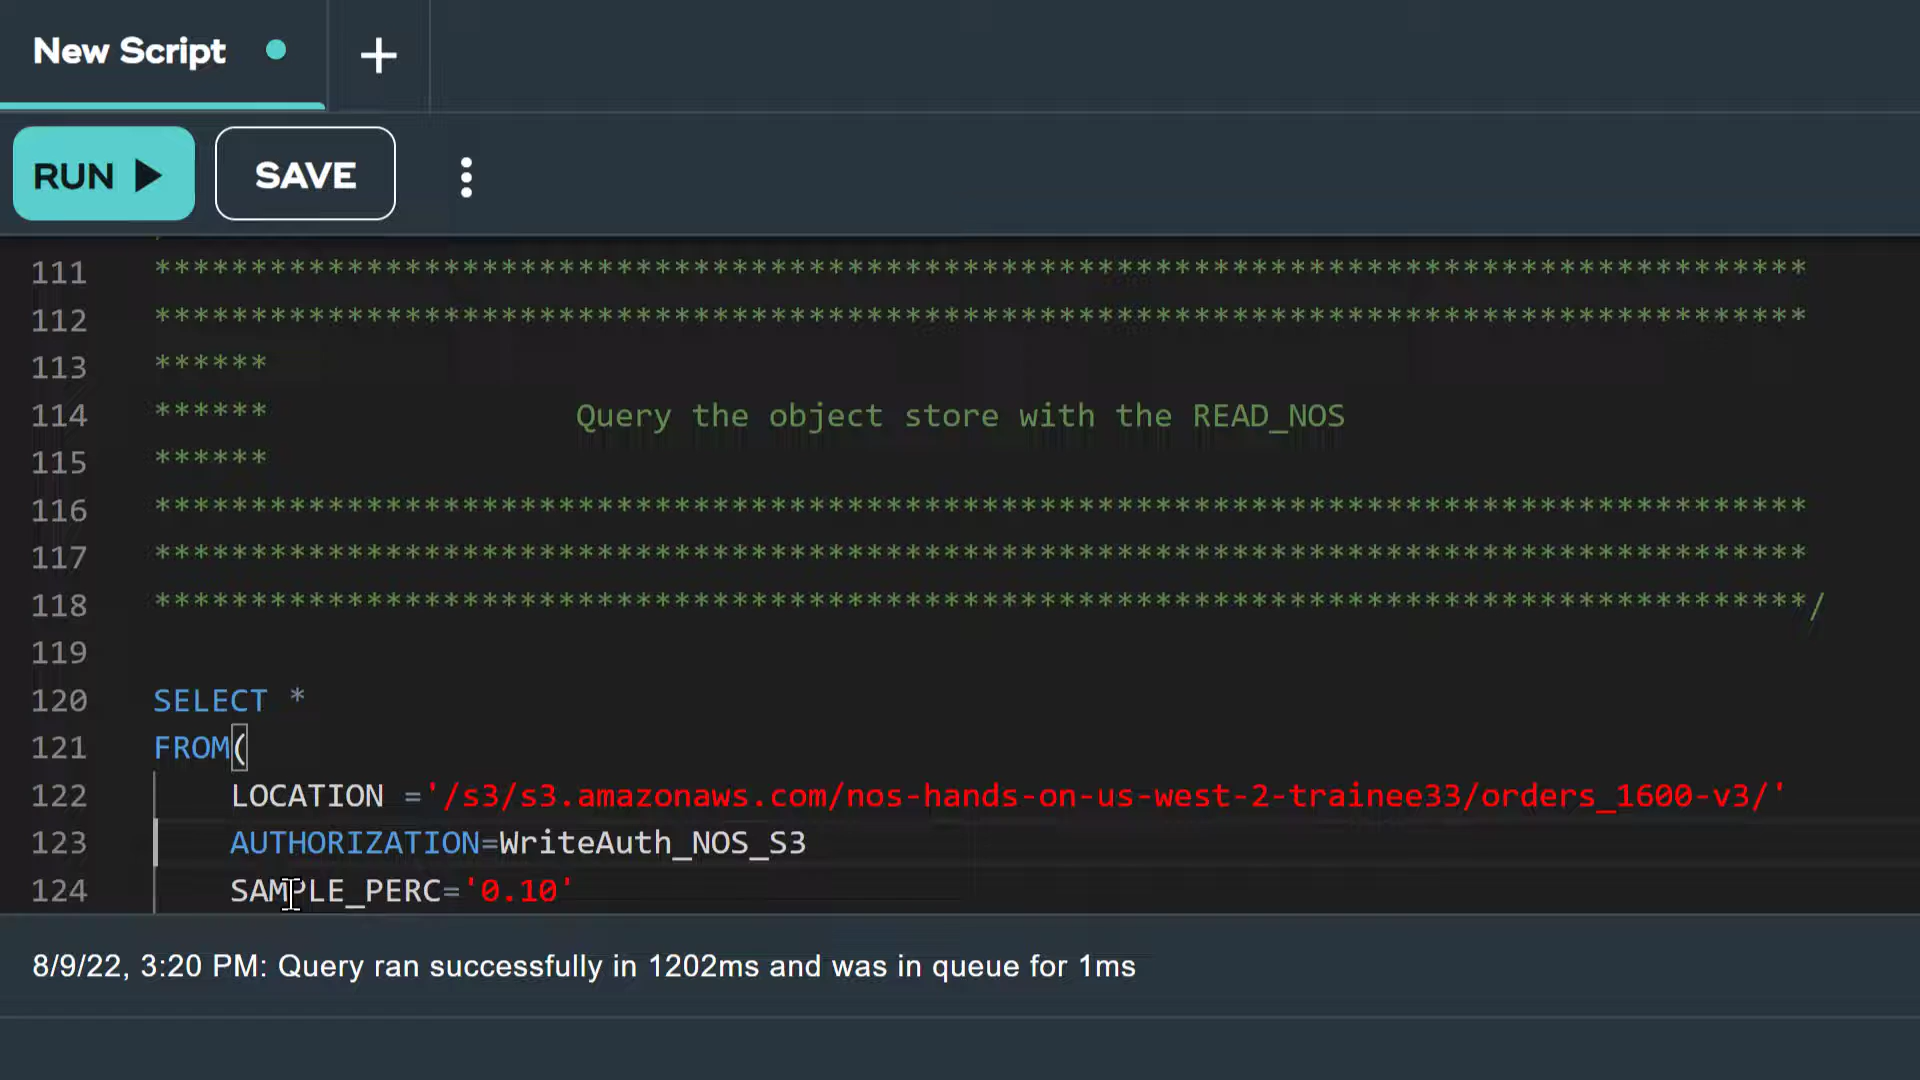 New Script
+
RUN SAVE
111 **************************************************************************************
112 **************************************************************************************
113 ******
114 ****** Query the object store with the READ_NOS
115 ******
116 **************************************************************************************
117 **************************************************************************************
118 **************************************************************************************/
119
120 SELECT *
121 FROM(
122 LOCATION ='/s3/s3.amazonaws.com/nos-hands-on-us-west-2-trainee33/orders_1600-v3/'
123 AUTHORIZATION=WriteAuth_NOS_S3
124 SAMPLE_PERC='0.10'
8/9/22, 3:20 PM: Query ran successfully in 1202ms and was in queue for 1ms